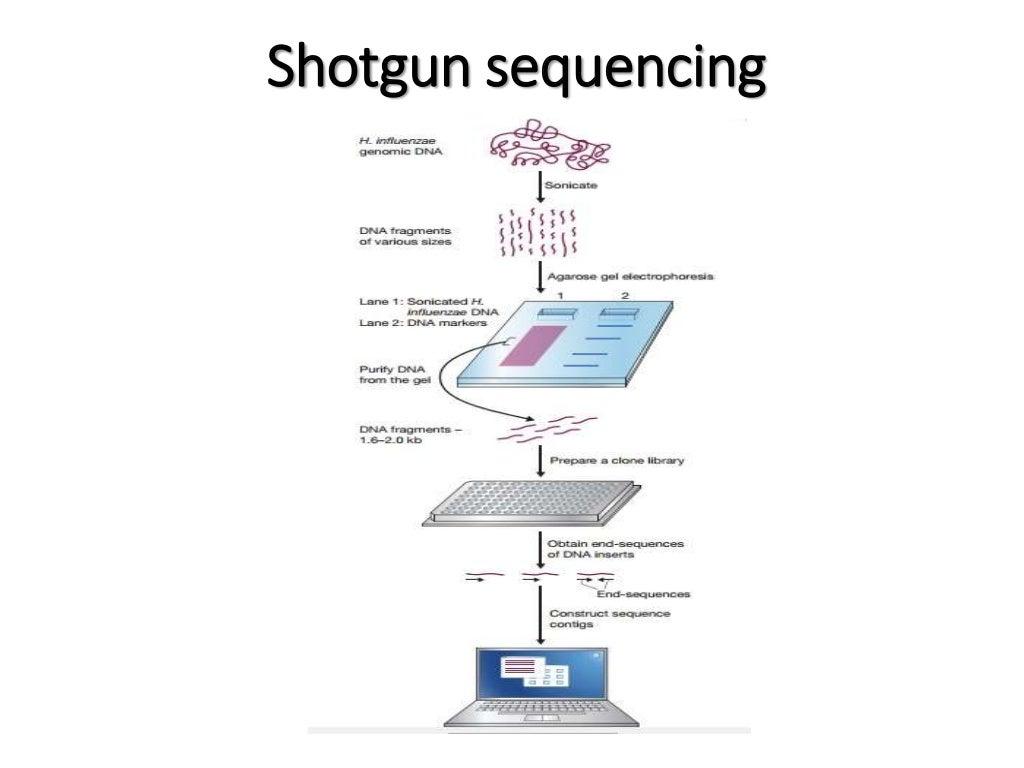 Shotgun sequencing
H. influenzae
genomic DNA
Sonicate
DNA fragments
of various sizes
Agarose gel electrophoresis
1 2
Lane 1: Sonicated H.
influenzae DNA
Lane 2: DNA markers
Purify DNA
from the gel
DNA fragments –
1.6–2.0 kb
Prepare a clone library
Obtain end-sequences
of DNA inserts
End-sequences
Construct sequence
contigs